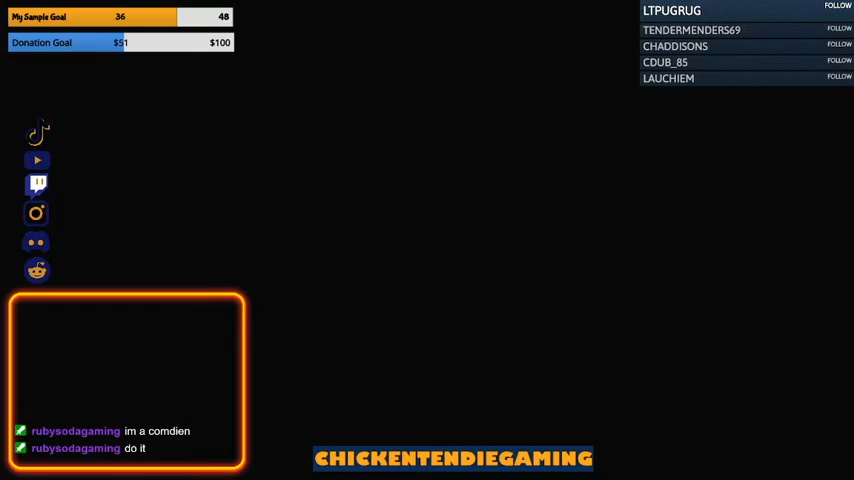 My Sample Goal 36 48
Donation Goal $51 $100
LTPUGRUG FOLLOW
TENDERMENDERS69 FOLLOW
CHADDISONS FOLLOW
CDUB_85 FOLLOW
LAUCHIEM FOLLOW
rubysodagaming im a comdien
rubysodagaming do it
CHICKENTENDIEGAMING